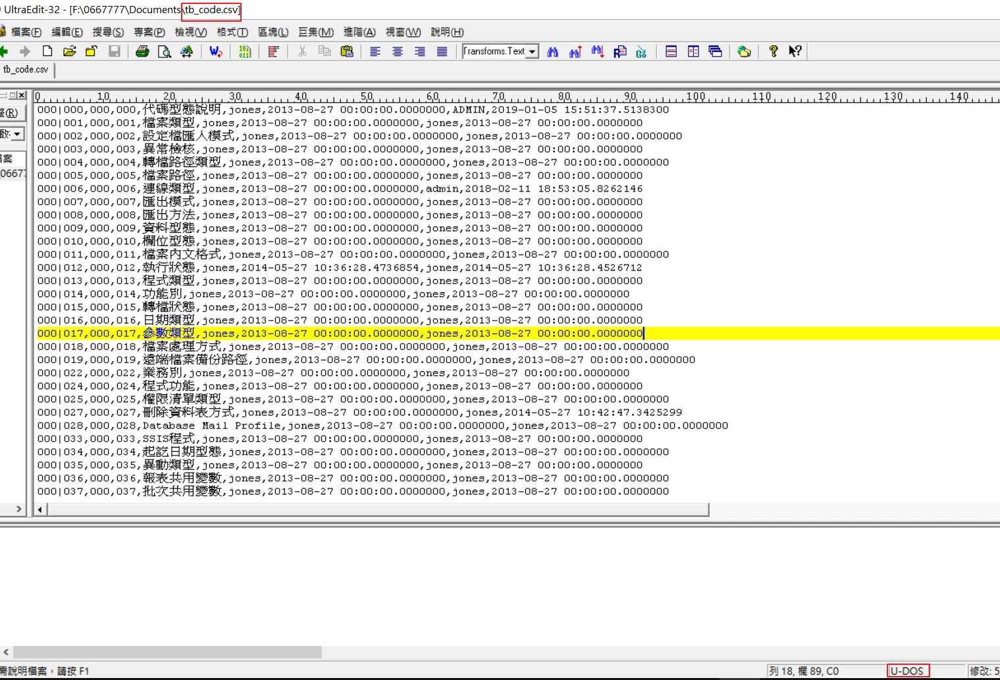 UltraEdit-32 - [F:\0667777\Documents\tb_code.csv]
檔案(F) 編輯(E) 搜尋(S) 專案(P) 檢視(V) 格式(T) 區塊(L) 巨集(M) 進階(A) 視窗(W) 說明(H)
Transforms.Text
tb_code.csv
0 10 20 30 40 50 60 70 80 90 100 110 120 130 140
000|000,000,000,代碼型態說明,jones,2013-08-27 00:00:00.0000000,ADMIN,2019-01-05 15:51:37.5138300
000|001,000,001,檔案類型,jones,2013-08-27 00:00:00.0000000,jones,2013-08-27 00:00:00.0000000
000|002,000,002,設定檔匯入模式,jones,2013-08-27 00:00:00.0000000,jones,2013-08-27 00:00:00.0000000
000|003,000,003,異常檢核,jones,2013-08-27 00:00:00.0000000,jones,2013-08-27 00:00:00.0000000
000|004,000,004,轉檔路徑類型,jones,2013-08-27 00:00:00.0000000,jones,2013-08-27 00:00:00.0000000
000|005,000,005,檔案路徑,jones,2013-08-27 00:00:00.0000000,jones,2013-08-27 00:00:00.0000000
000|006,000,006,連線類型,jones,2013-08-27 00:00:00.0000000,admin,2018-02-11 18:53:05.8262146
000|007,000,007,匯出模式,jones,2013-08-27 00:00:00.0000000,jones,2013-08-27 00:00:00.0000000
000|008,000,008,匯出方法,jones,2013-08-27 00:00:00.0000000,jones,2013-08-27 00:00:00.0000000
000|009,000,009,資料型態,jones,2013-08-27 00:00:00.0000000,jones,2013-08-27 00:00:00.0000000
000|010,000,010,欄位型態,jones,2013-08-27 00:00:00.0000000,jones,2013-08-27 00:00:00.0000000
000|011,000,011,檔案內文格式,jones,2013-08-27 00:00:00.0000000,jones,2013-08-27 00:00:00.0000000
000|012,000,012,執行狀態,jones,2014-05-27 10:36:28.4736854,jones,2014-05-27 10:36:28.4526712
000|013,000,013,程式類型,jones,2013-08-27 00:00:00.0000000,jones,2013-08-27 00:00:00.0000000
000|014,000,014,功能別,jones,2013-08-27 00:00:00.0000000,jones,2013-08-27 00:00:00.0000000
000|015,000,015,轉檔狀態,jones,2013-08-27 00:00:00.0000000,jones,2013-08-27 00:00:00.0000000
000|016,000,016,日期類型,jones,2013-08-27 00:00:00.0000000,jones,2013-08-27 00:00:00.0000000
000|017,000,017,參數類型,jones,2013-08-27 00:00:00.0000000,jones,2013-08-27 00:00:00.0000000
000|018,000,018,檔案處理方式,jones,2013-08-27 00:00:00.0000000,jones,2013-08-27 00:00:00.0000000
000|019,000,019,遠端檔案備份路徑,jones,2013-08-27 00:00:00.0000000,jones,2013-08-27 00:00:00.0000000
000|022,000,022,業務別,jones,2013-08-27 00:00:00.0000000,jones,2013-08-27 00:00:00.0000000
000|024,000,024,程式功能,jones,2013-08-27 00:00:00.0000000,jones,2013-08-27 00:00:00.0000000
000|025,000,025,權限清單類型,jones,2013-08-27 00:00:00.0000000,jones,2013-08-27 00:00:00.0000000
000|027,000,027,刪除資料表方式,jones,2013-08-27 00:00:00.0000000,jones,2014-05-27 10:42:47.3425299
000|028,000,028,Database Mail Profile,jones,2013-08-27 00:00:00.0000000,jones,2013-08-27 00:00:00.0000000
000|033,000,033,SSIS程式,jones,2013-08-27 00:00:00.0000000,jones,2013-08-27 00:00:00.0000000
000|034,000,034,起訖日期型態,jones,2013-08-27 00:00:00.0000000,jones,2013-08-27 00:00:00.0000000
000|035,000,035,異動類型,jones,2013-08-27 00:00:00.0000000,jones,2013-08-27 00:00:00.0000000
000|036,000,036,報表共用變數,jones,2013-08-27 00:00:00.0000000,jones,2013-08-27 00:00:00.0000000
000|037,000,037,批次共用變數,jones,2013-08-27 00:00:00.0000000,jones,2013-08-27 00:00:00.0000000
需說明檔案，請按 F1
列 18, 欄 89, C0
U-DOS
修改: 5